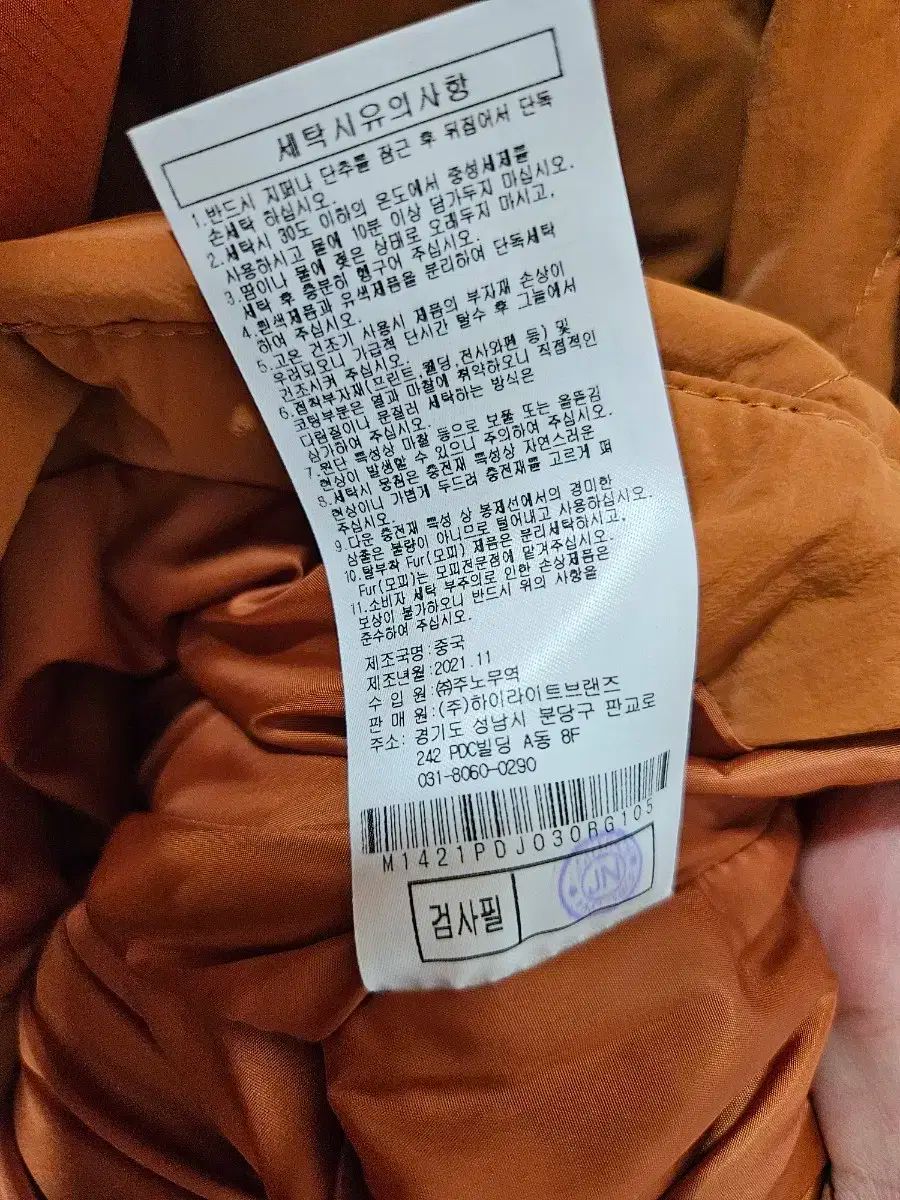 세탁시유의사항
1.반드시 지퍼나 단추를 잠근 후 뒤집어서 단독
손세탁 하십시오.
2.세탁시 30도 이하의 온도에서 중성세제를
사용하시고 물에 10분 이상 담가두지 마십시오.
3.땀이나 물에 젖은 상태로 오래두지 마시고,
세탁 후 충분히 헹구어 주십시오.
4.흰색제품과 유색제품을 분리하여 단독세탁
하여 주십시오.
5.고온 건조기 사용시 제품의 부자재 손상이
우려되오니 가급적 단시간 탈수 후 그늘에서
건조시켜 주십시오.
6.접착부자재(프린트,웰딩,전사와펜 등) 및
코팅부분은 열과 마찰에 취약하오니 직접적인
다림질이나 문질러 세탁하는 방식은
삼가하여 주십시오.
7.원단 특성상 마찰 등으로 보풀 또는 올뜯김
현상이 발생할 수 있으니 주의하여 주십시오.
8.세탁시 뭉침은 충전재 특성상 자연스러운
현상이니 가볍게 두드려 충전재를 고르게 펴
주십시오.
9.다운 충전재 특성 상 봉제선에서의 경미한
삼출은 불량이 아니므로 털어내고 사용하십시오.
10.탈부착 Fur(모피) 제품은 분리세탁하시고,
Fur(모피)는 모피전문점에 맡겨주십시오.
11.소비자 세탁 부주의로 인한 손상제품은
보상이 불가하오니 반드시 위의 사항을
준수하여 주십시오.
제조국명:중국
제조년월:2021.11
수 입 원:㈜주노무역
판 매 원:(주)하이라이트브랜즈
주소: 경기도 성남시 분당구 판교로
242 PDC빌딩 A동 8F
031-8060-0290
M1421PDJ030RG105
검사필
JN